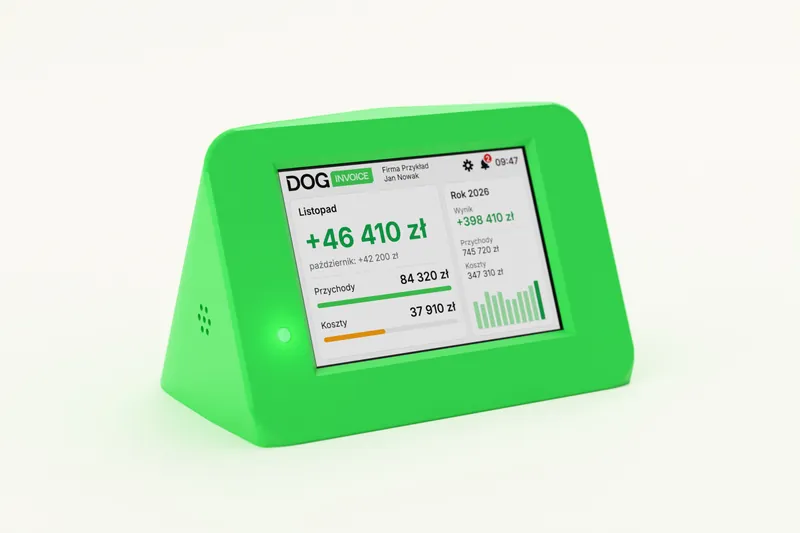 DOG INVOICE
Firma Przykład
Jan Nowak
2
09:47
Listopad
+46 410 zł
październik: +42 200 zł
Przychody
84 320 zł
Koszty
37 910 zł
Rok 2026
Wynik
+398 410 zł
Przychody
745 720 zł
Koszty
347 310 zł